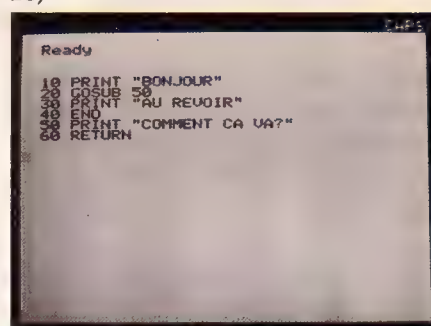 CAPS
Ready
10 PRINT "BONJOUR"
20 GOSUB 50
30 PRINT "AU REVOIR"
40 END
50 PRINT "COMMENT CA VA?"
60 RETURN